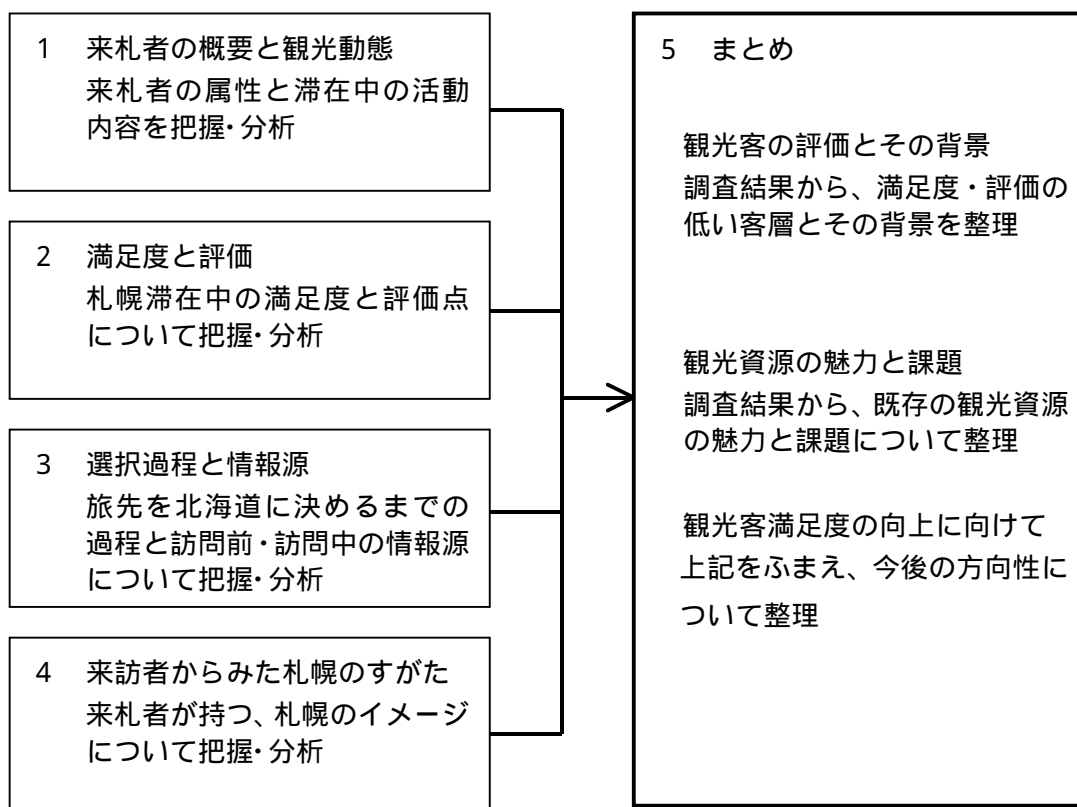 1 来札者の概要と観光動態
来札者の属性と滞在中の活動
内容を把握・分析
2 満足度と評価
札幌滞在中の満足度と評価点
について把握・分析
3 選択過程と情報源
旅先を北海道に決めるまでの
過程と訪問前・訪問中の情報源
について把握・分析
4 来訪者からみた札幌のすがた
来札者が持つ、札幌のイメージ
について把握・分析
5 まとめ
観光客の評価とその背景
調査結果から、満足度・評価の
低い客層とその背景を整理
観光資源の魅力と課題
調査結果から、既存の観光資源
の魅力と課題について整理
観光客満足度の向上に向けて
上記をふまえ、今後の方向性に
ついて整理